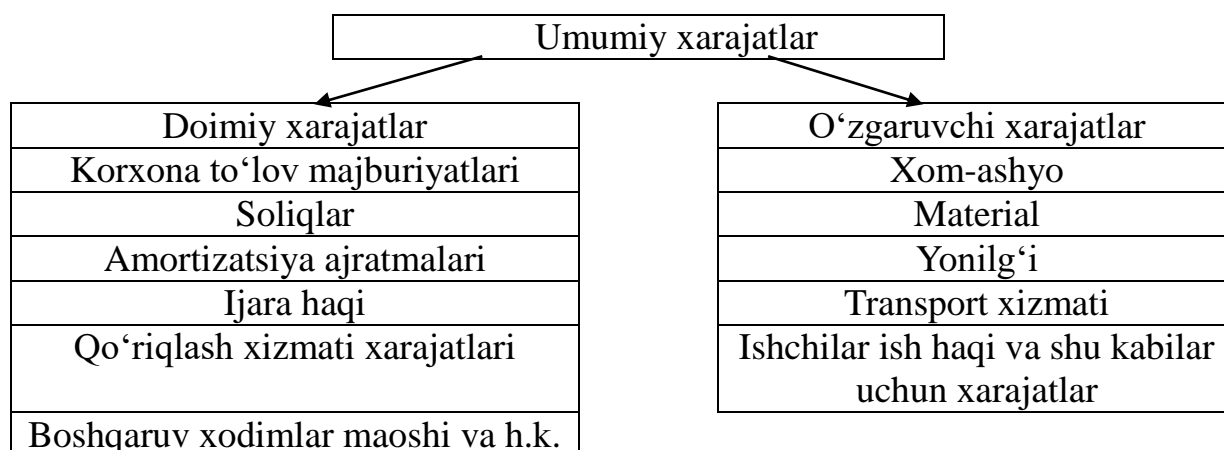 Umumiy xarajatlar
Doimiy xarajatlar
Korxona to‘lov majburiyatlari
Soliqlar
Amortizatsiya ajratmalari
Ijara haqi
Qo‘riqlash xizmati xarajatlari
Boshqaruv xodimlar maoshi va h.k.
O‘zgaruvchi xarajatlar
Xom-ashyo
Material
Yonilg‘i
Transport xizmati
Ishchilar ish haqi va shu kabilar
uchun xarajatlar